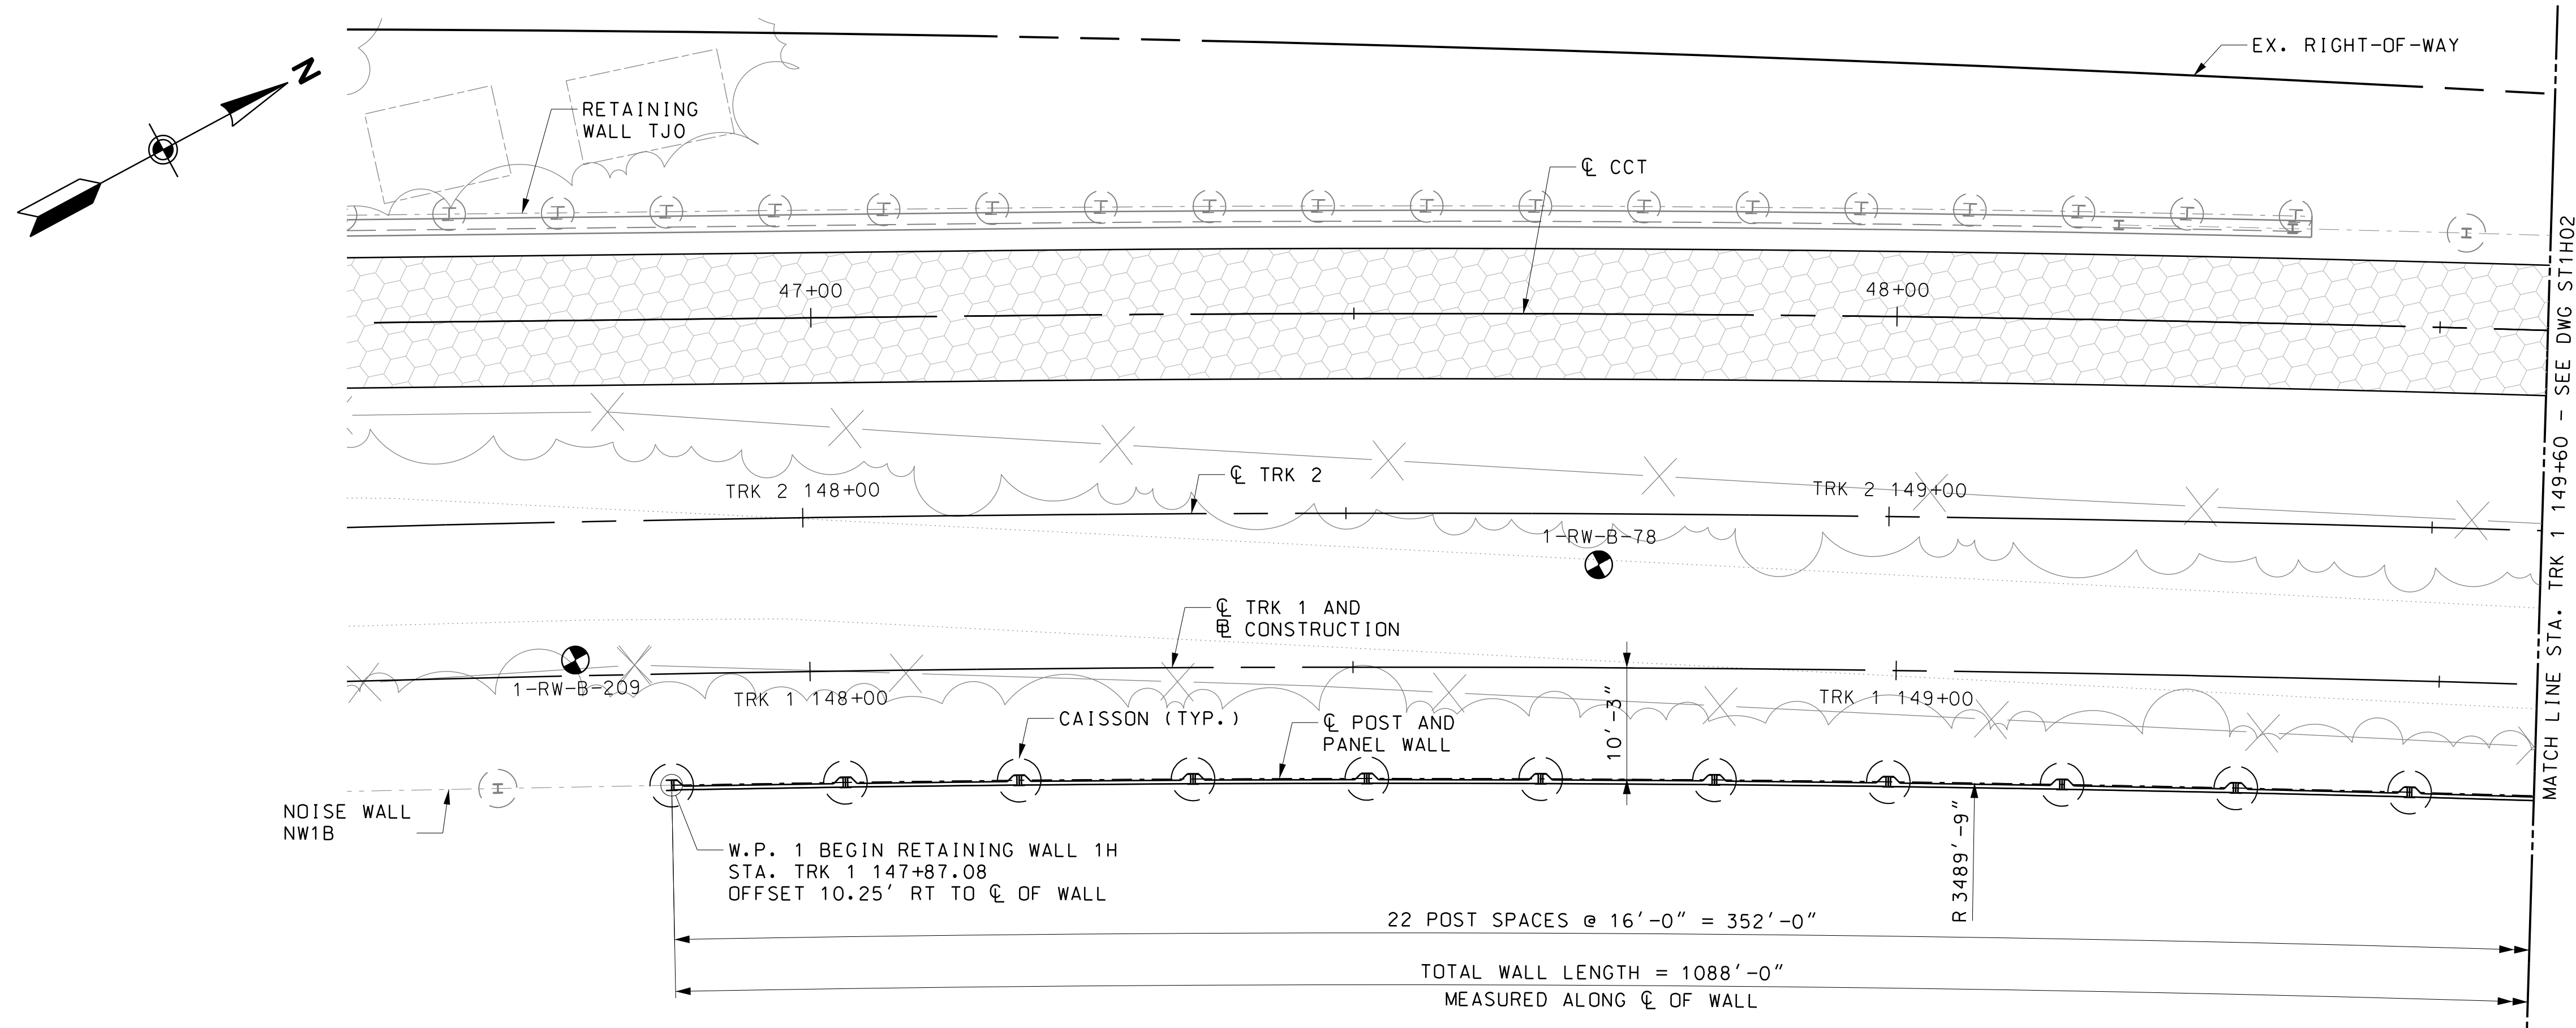 N
EX. RIGHT-OF-WAY
RETAINING
WALL TJO
℄ CCT
47+00
48+00
℄ TRK 2
TRK 2 148+00
TRK 2 149+00
1-RW-B-78
℄ TRK 1 AND
BL CONSTRUCTION
1-RW-B-209
TRK 1 148+00
TRK 1 149+00
CAISSON (TYP.)
℄ POST AND
PANEL WALL
10'-3"
NOISE WALL
NW1B
W.P. 1 BEGIN RETAINING WALL 1H
STA. TRK 1 147+87.08
OFFSET 10.25' RT TO ℄ OF WALL
R 3489'-9"
22 POST SPACES @ 16'-0" = 352'-0"
TOTAL WALL LENGTH = 1088'-0"
MEASURED ALONG ℄ OF WALL
MATCH LINE STA. TRK 1 149+60 - SEE DWG ST1H02